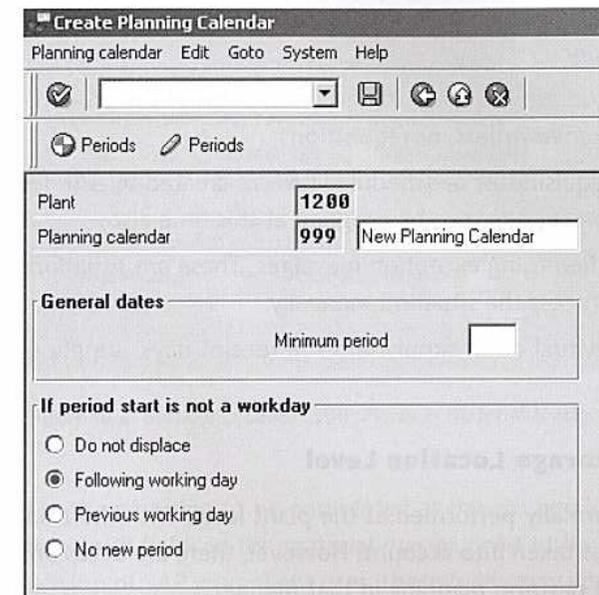 Create Planning Calendar
Planning calendar Edit Goto System Help
Periods Periods
Plant 1200
Planning calendar 999 New Planning Calendar
General dates
Minimum period
If period start is not a workday
Do not displace
Following working day
Previous working day
No new period